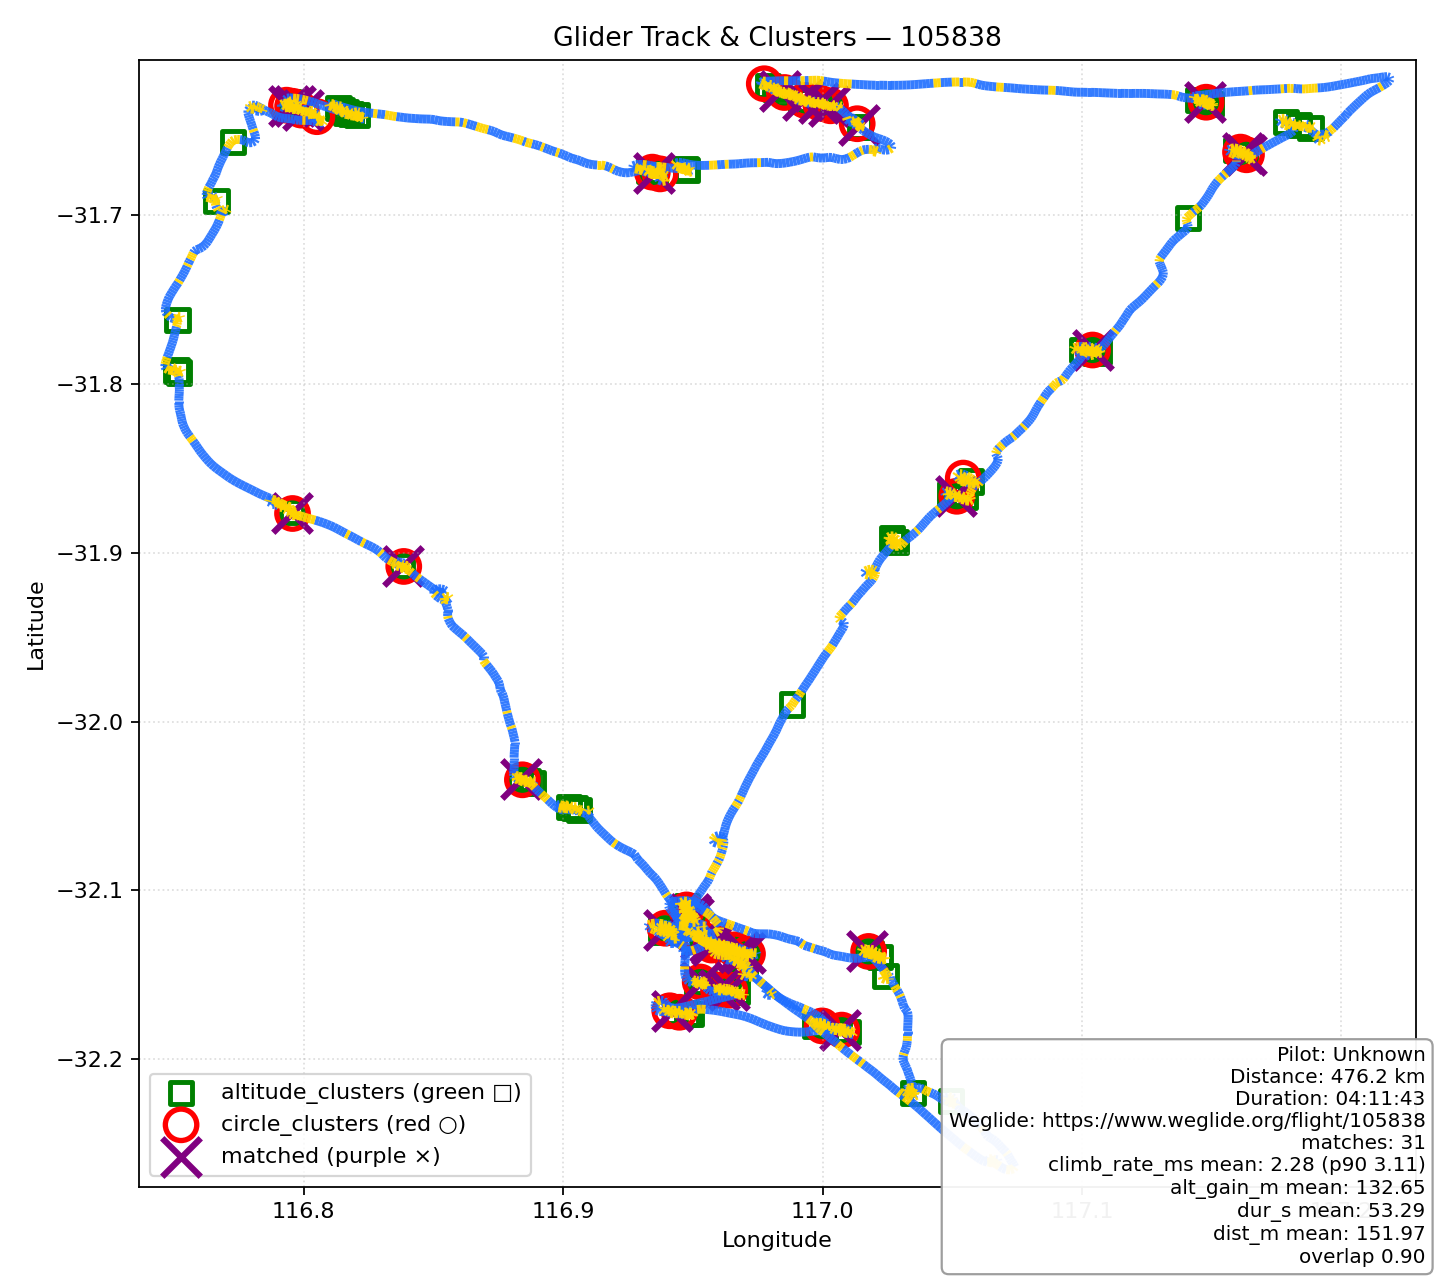 Glider Track & Clusters — 105838
Latitude
−31.7
−31.8
−31.9
−32.0
−32.1
−32.2
altitude_clusters (green □)
circle_clusters (red ○)
matched (purple ×)
116.8
116.9
117.0
117.1
Longitude
Pilot: Unknown
Distance: 476.2 km
Duration: 04:11:43
Weglide: https://www.weglide.org/flight/105838
matches: 31
climb_rate_ms mean: 2.28 (p90 3.11)
alt_gain_m mean: 132.65
dur_s mean: 53.29
dist_m mean: 151.97
overlap 0.90